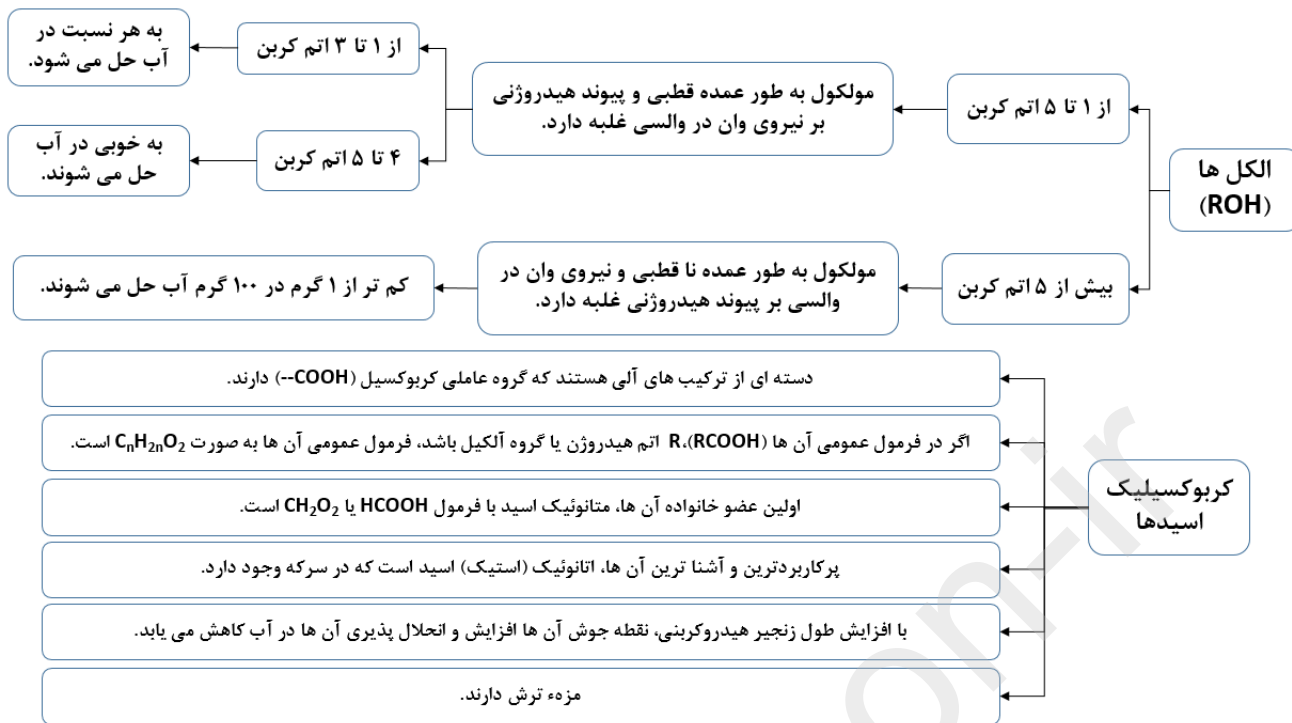 الکل ها
(ROH)
از ۱ تا ۵ اتم کربن
مولکول به طور عمده قطبی و پیوند هیدروژنی
بر نیروی وان در والسی غلبه دارد.
از ۱ تا ۳ اتم کربن
به هر نسبت در
آب حل می شود.
۴ تا ۵ اتم کربن
به خوبی در آب
حل می شوند.
بیش از ۵ اتم کربن
مولکول به طور عمده نا قطبی و نیروی وان در
والسی بر پیوند هیدروژنی غلبه دارد.
کم تر از ۱ گرم در ۱۰۰ گرم آب حل می شوند.
کربوکسیلیک
اسیدها
دسته ای از ترکیب های آلی هستند که گروه عاملی کربوکسیل (COOH--) دارند.
اگر در فرمول عمومی آن ها (RCOOH)،R اتم هیدروژن یا گروه آلکیل باشد، فرمول عمومی آن ها به صورت CnH2nO2 است.
اولین عضو خانواده آن ها، متانوئیک اسید با فرمول HCOOH یا CH2O2 است.
پرکاربردترین و آشنا ترین آن ها، اتانوئیک (استیک) اسید است که در سرکه وجود دارد.
با افزایش طول زنجیر هیدروکربنی، نقطه جوش آن ها افزایش و انحلال پذیری آن ها در آب کاهش می یابد.
مزهء ترش دارند.
on-ir